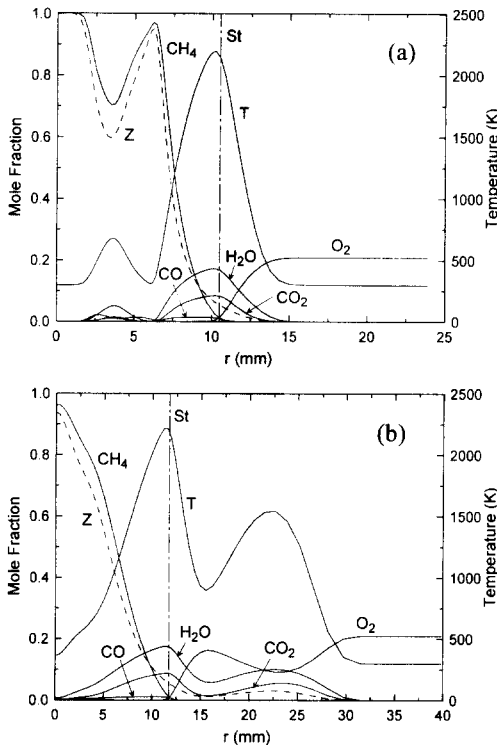 1.0
0.8
0.6
0.4
0.2
0.0
Mole Fraction
2500
2000
1500
1000
500
0
Temperature (K)
St
(a)
CH4
Z
T
O2
CO
H2O
CO2
0 5 10 15 20 25
r (mm)
1.0
0.8
0.6
0.4
0.2
0.0
Mole Fraction
2500
2000
1500
1000
500
0
Temperature (K)
St
(b)
CH4
Z
T
O2
CO
H2O
CO2
0 5 10 15 20 25 30 35 40
r (mm)